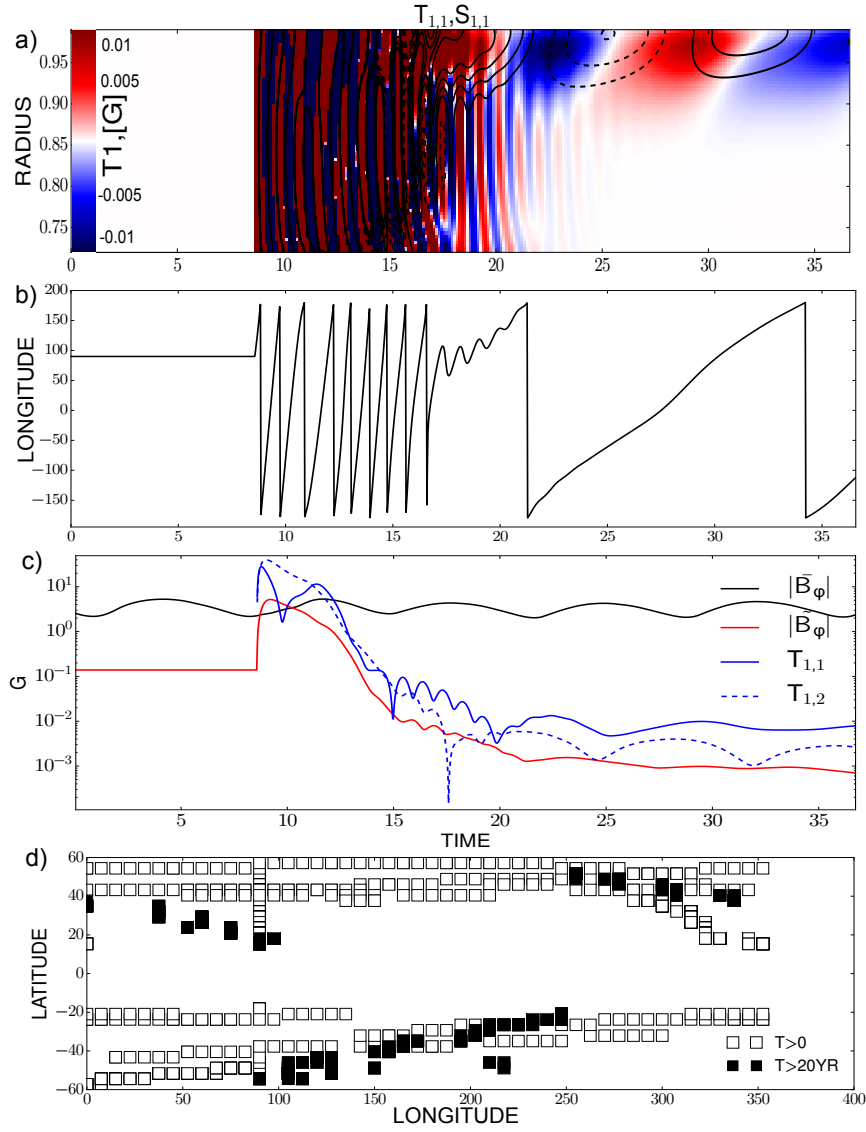 T1,1,S1,1
a)
RADIUS
0.95
0.90
0.85
0.80
0.75
0.01
0.005
-0.005
-0.01
T1,[G]
0 5 10 15 20 25 30 35
b)
LONGITUDE
200
150
100
50
0
−50
−100
−150
0 5 10 15 20 25 30 35
c)
G
10^1
10^0
10^-1
10^-2
10^-3
|B̄φ|
|B̃φ|
T1,1
T1,2
5 10 15 20 25 30 35
TIME
d)
LATITUDE
60
40
20
0
−20
−40
−60
T>0
T>20YR
0 50 100 150 200 250 300 350 400
LONGITUDE